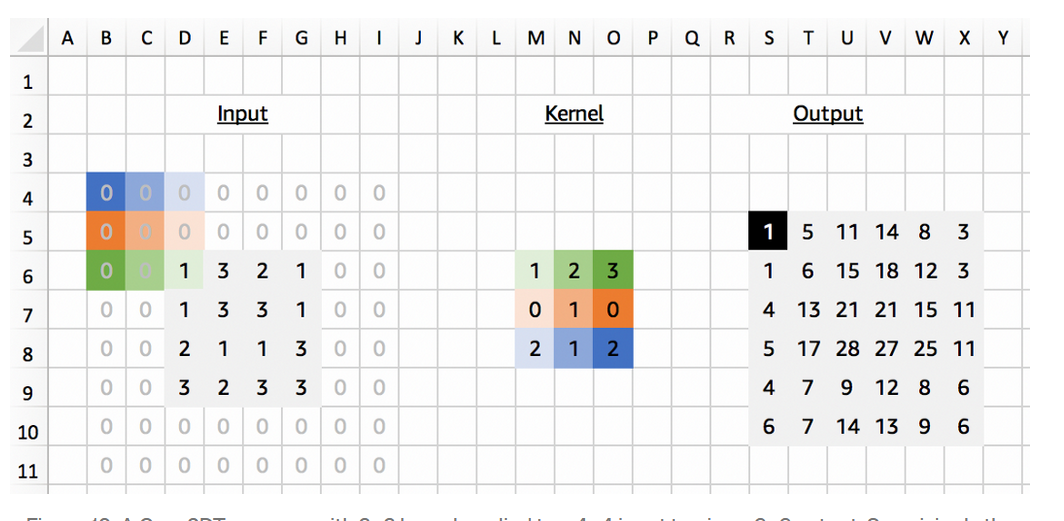 A B C D E F G H I J K L M N O P Q R S T U V W X Y
1
2 Input Kernel Output
3
4 0 0 0 0 0 0 0 0
5 0 0 0 0 0 0 0 0 1 5 11 14 8 3
6 0 0 1 3 2 1 0 0 1 2 3 1 6 15 18 12 3
7 0 0 1 3 3 1 0 0 0 1 0 4 13 21 21 15 11
8 0 0 2 1 1 3 0 0 2 1 2 5 17 28 27 25 11
9 0 0 3 2 3 3 0 0 4 7 9 12 8 6
10 0 0 0 0 0 0 0 0 6 7 14 13 9 6
11 0 0 0 0 0 0 0 0